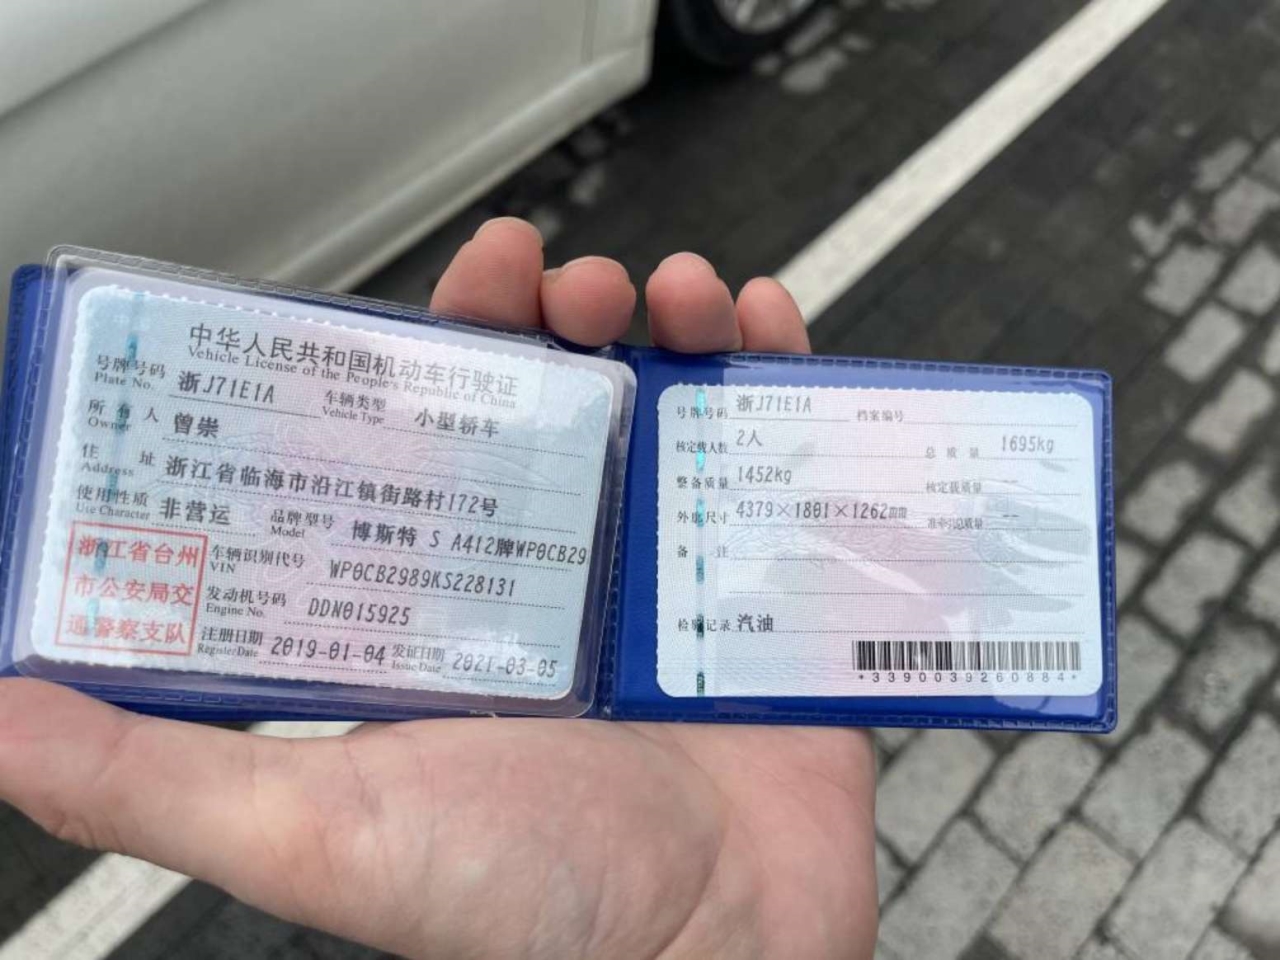 中华人民共和国机动车行驶证
Vehicle License of the People's Republic of China
号牌号码 浙J71E1A 车辆类型 小型轿车
Plate No. Vehicle Type
所有人 曾崇
Owner
住址 浙江省临海市沿江镇街路村172号
Address
使用性质 非营运 品牌型号 博斯特 S A412牌WP0CB29
Use Character Model
浙江省台州
市公安局交
通警察支队
车辆识别代号 WP0CB2989KS228131
VIN
发动机号码 DDN015925
Engine No.
注册日期 2019-01-04 发证日期 2021-03-05
Register Date Issue Date
号牌号码 浙J71E1A 档案编号
核定载人数 2人 总质量 1695kg
整备质量 1452kg 核定载质量 --
外廓尺寸 4379×1801×1262mm 准牵引总质量 --
备注
检验记录 汽油
*3390039260884*